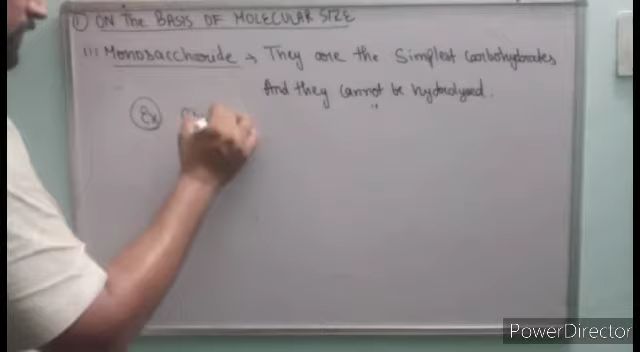 ① ON The BASIS OF MOLECULAR SIZE
(i) Monosaccharide → They are the Simplest Carbohydrates
And they Cannot be hydrolysed.
Ex
PowerDirector